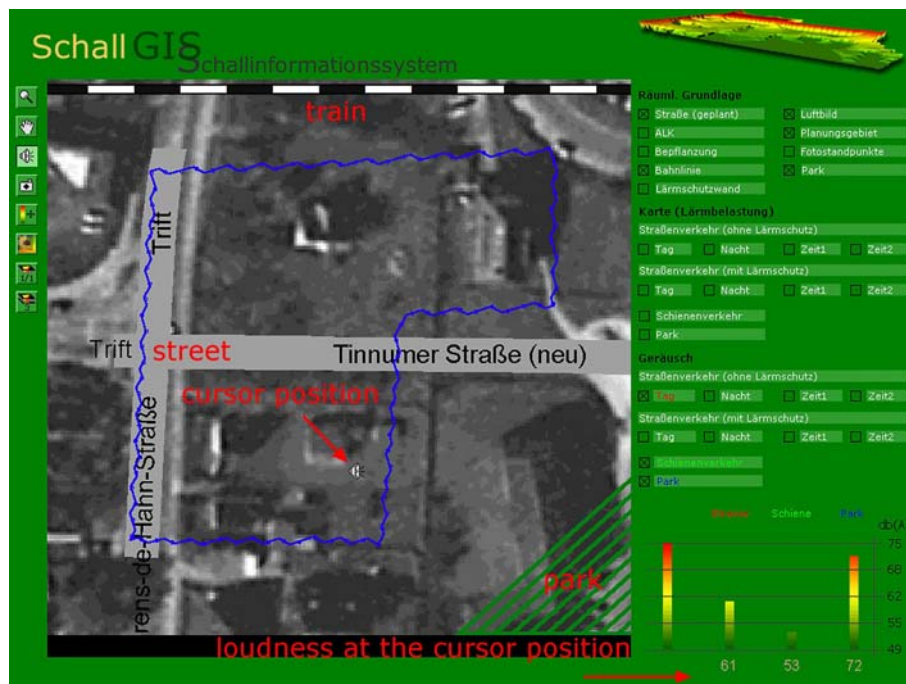 Schall GIS
Schallinformationssystem
train
Trift
Trift
street
Tinnumer Straße (neu)
cursor position
rens-de-Hahn-Straße
park
loudness at the cursor position
1/1
Räuml. Grundlage
Straße (geplant)
Luftbild
ALK
Planungsgebiet
Bepflanzung
Fotostandpunkte
Bahnlinie
Park
Lärmschutzwand
Karte (Lärmbelastung)
Straßenverkehr (ohne Lärmschutz)
Tag Nacht Zeit1 Zeit2
Straßenverkehr (mit Lärmschutz)
Tag Nacht Zeit1 Zeit2
Schienenverkehr
Park
Geräusch
Straßenverkehr (ohne Lärmschutz)
Tag Nacht Zeit1 Zeit2
Straßenverkehr (mit Lärmschutz)
Tag Nacht Zeit1 Zeit2
Schienenverkehr
Park
Schiene Park
db(A
75
68
62
55
49
61 53 72